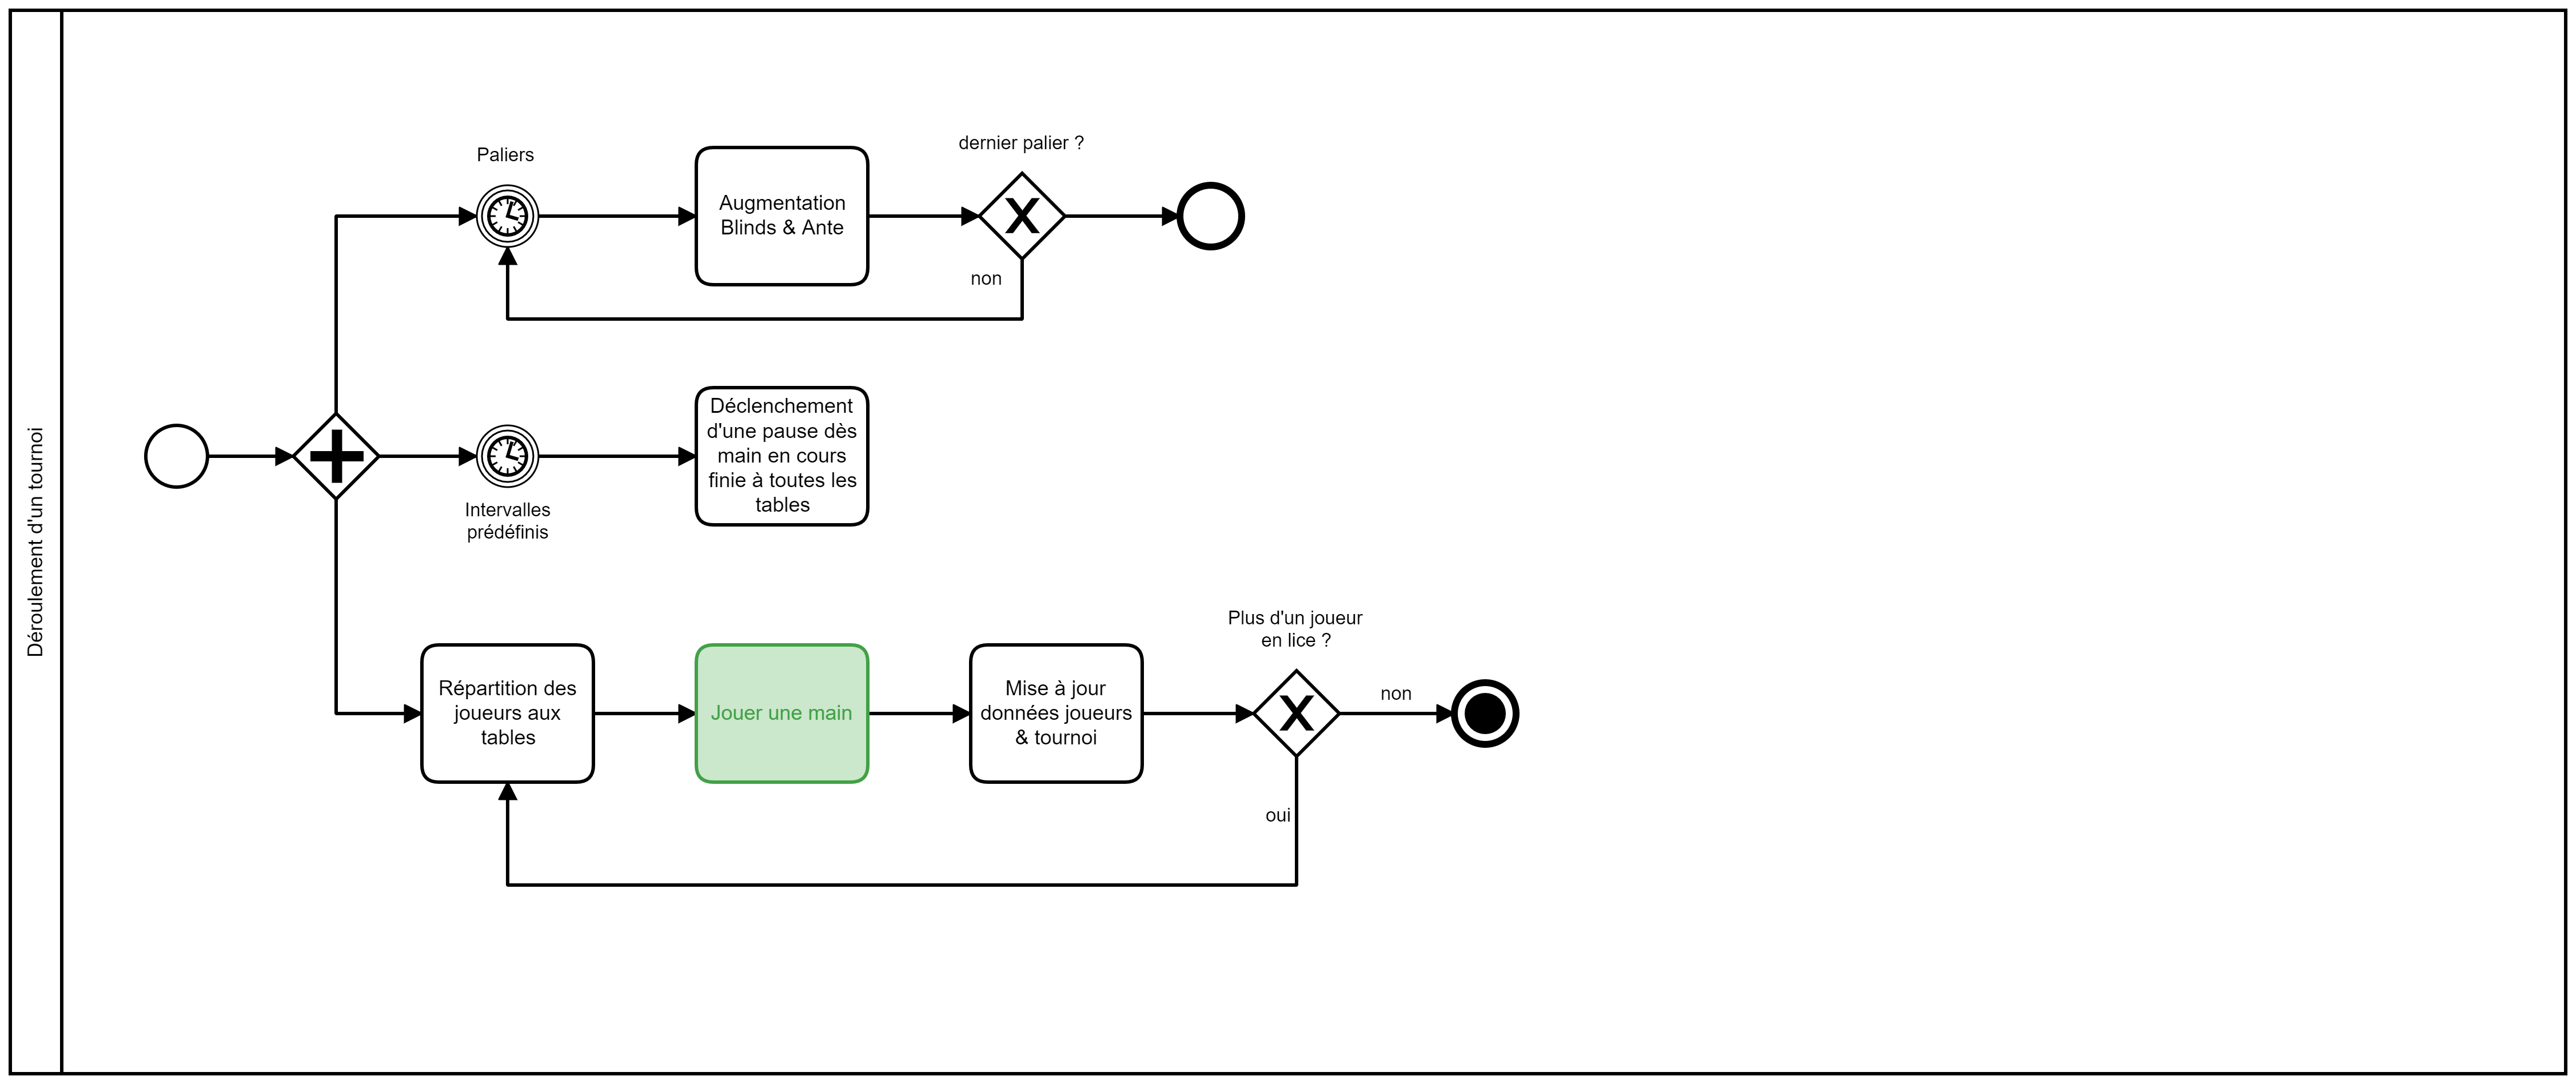 Déroulement d'un tournoi
Paliers
Augmentation
Blinds & Ante
dernier palier ?
non
Intervalles
prédéfinis
Déclenchement
d'une pause dès
main en cours
finie à toutes les
tables
Répartition des
joueurs aux
tables
Jouer une main
Mise à jour
données joueurs
& tournoi
Plus d'un joueur
en lice ?
non
oui